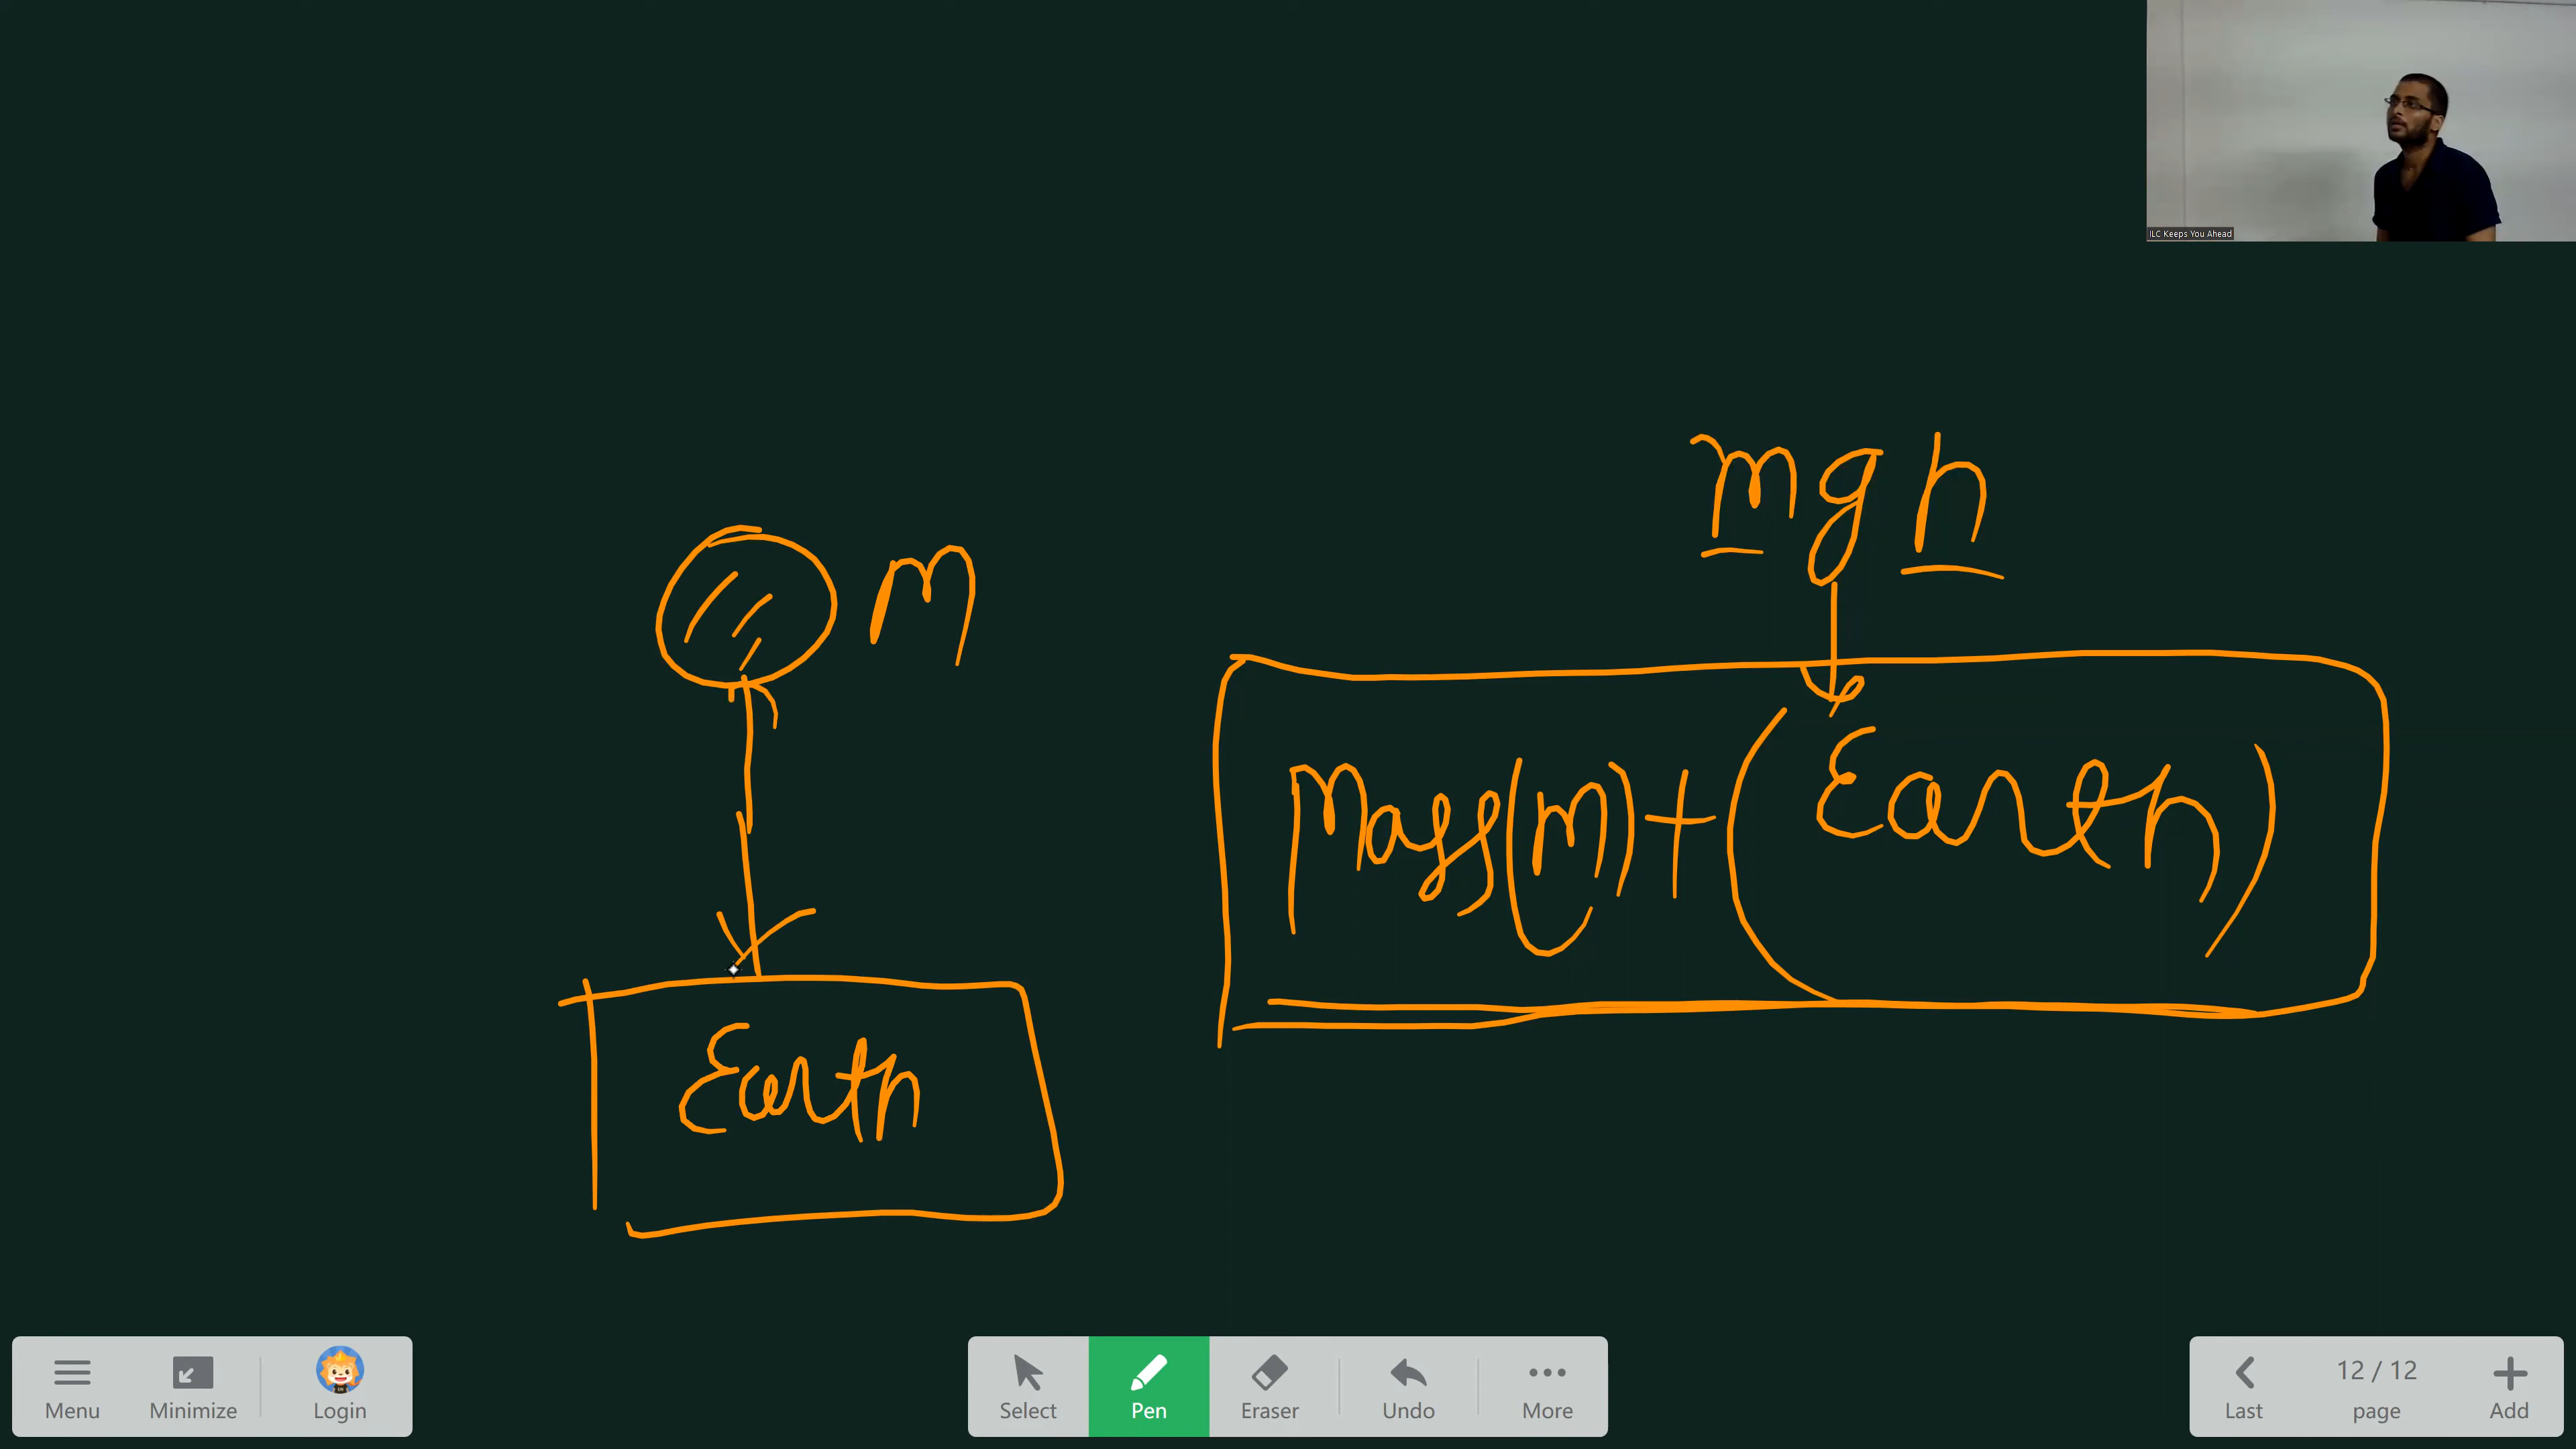 ILC Keeps You Ahead
mgh
m
Mass(m)+(Earth)
Earth
Menu Minimize Login Select Pen Eraser Undo More Last 12 / 12 page Add